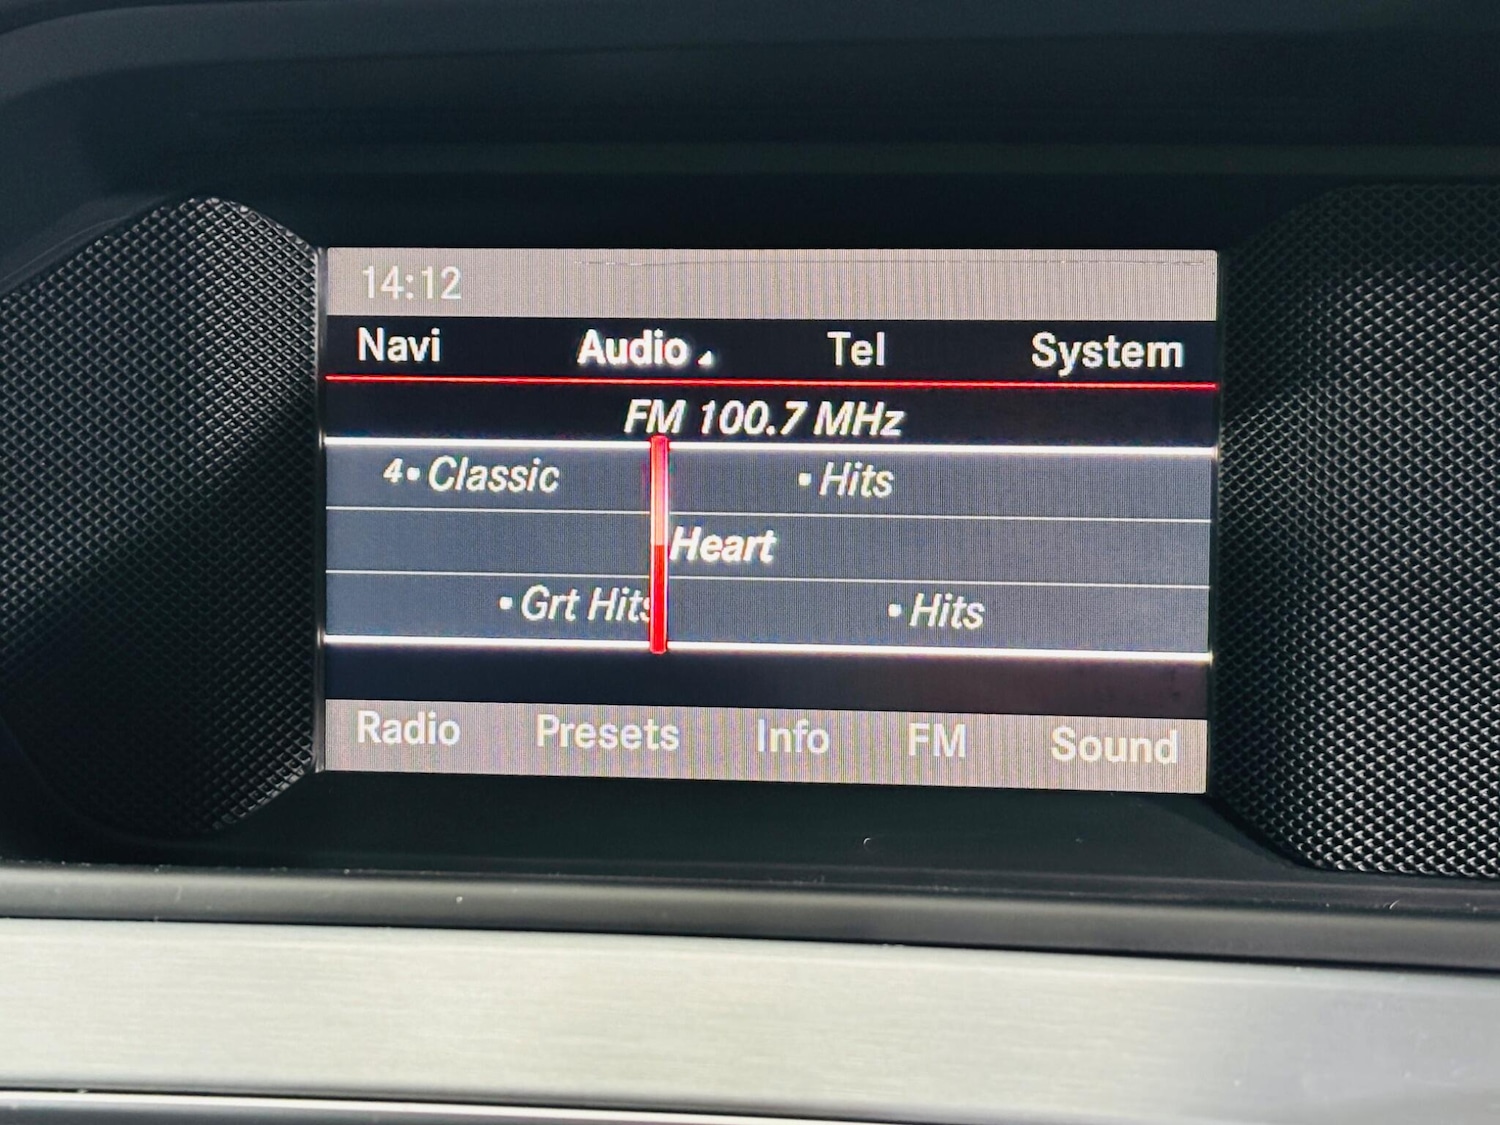 14:12
Navi Audio Tel System
FM 100.7 MHz
4• Classic • Hits
Heart
• Grt Hits • Hits
Radio Presets Info FM Sound